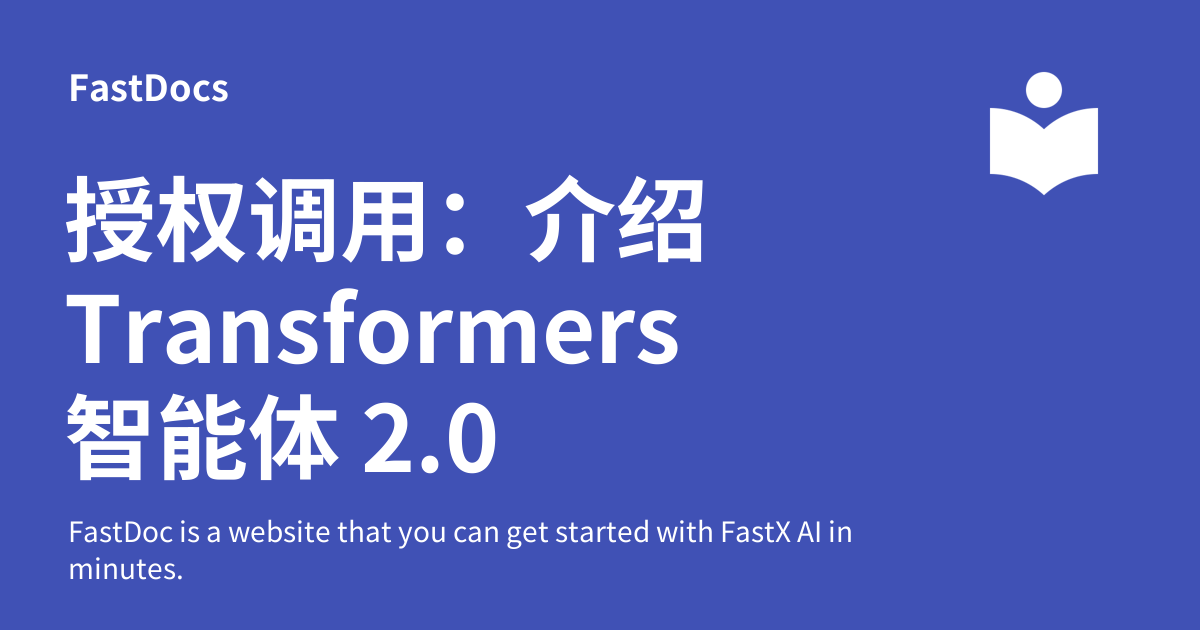 FastDocs
授权调用：介绍
Transformers
智能体 2.0
FastDoc is a website that you can get started with FastX AI in
minutes.